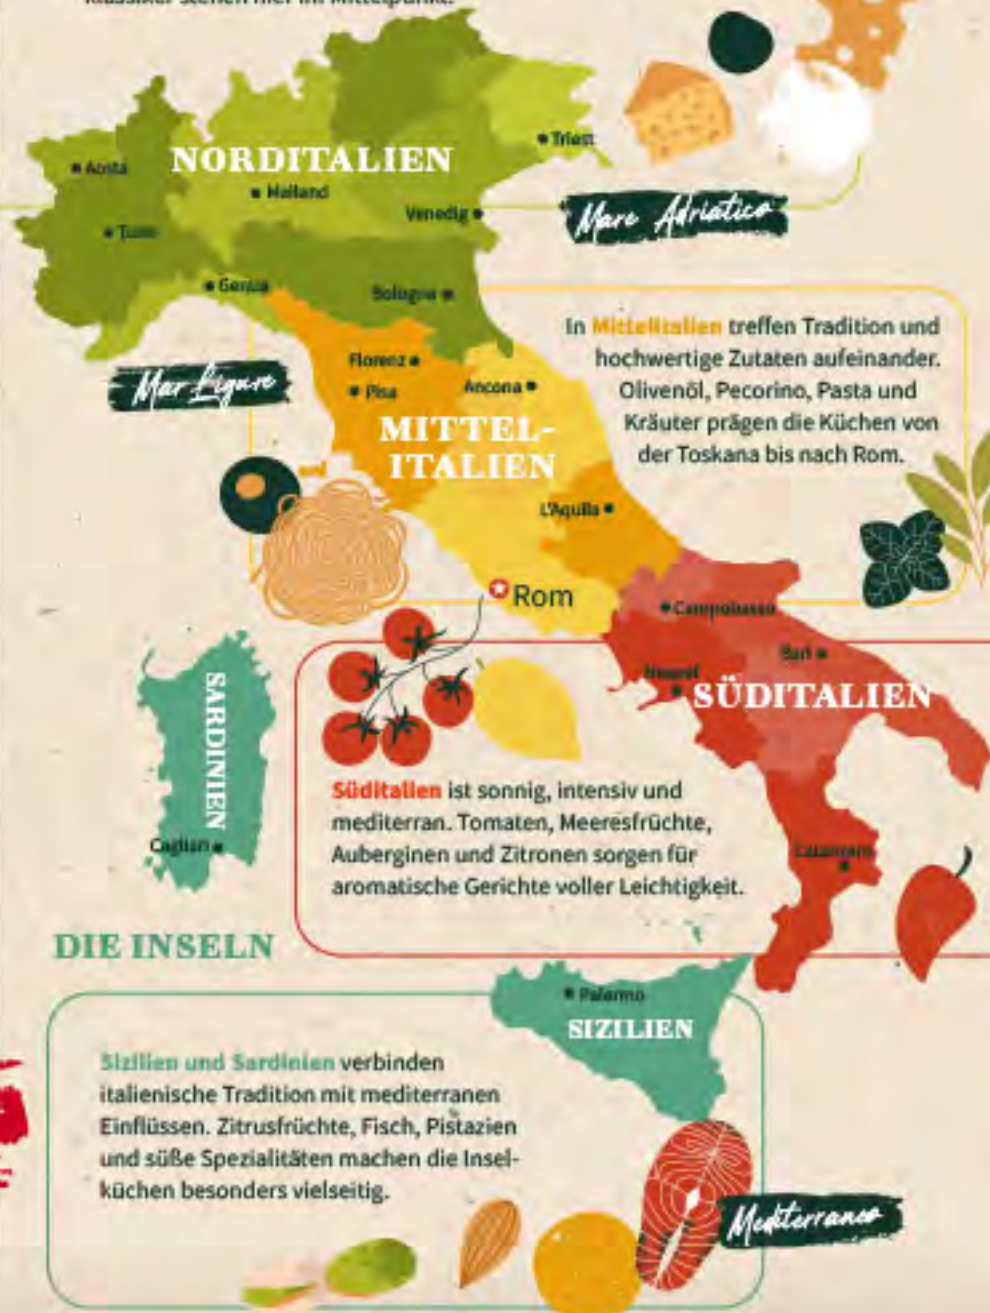 NORDITALIEN
Triest
Aosta
Mailand
Venedig
Mare Adriatico
Turin
Genua
Bologna
In Mittelitalien treffen Tradition und
hochwertige Zutaten aufeinander.
Olivenöl, Pecorino, Pasta und
Kräuter prägen die Küchen von
der Toskana bis nach Rom.
Florenz
Mar Ligure
Pisa
Ancona
MITTEL-
ITALIEN
L'Aquila
Rom
Campobasso
Bari
Neapel
SÜDITALIEN
SARDINIEN
Süditalien ist sonnig, intensiv und
mediterran. Tomaten, Meeresfrüchte,
Auberginen und Zitronen sorgen für
aromatische Gerichte voller Leichtigkeit.
Cagliari
Catanzaro
DIE INSELN
Palermo
SIZILIEN
Sizilien und Sardinien verbinden
italienische Tradition mit mediterranen
Einflüssen. Zitrusfrüchte, Fisch, Pistazien
und süße Spezialitäten machen die Insel-
küchen besonders vielseitig.
Mediterraneo